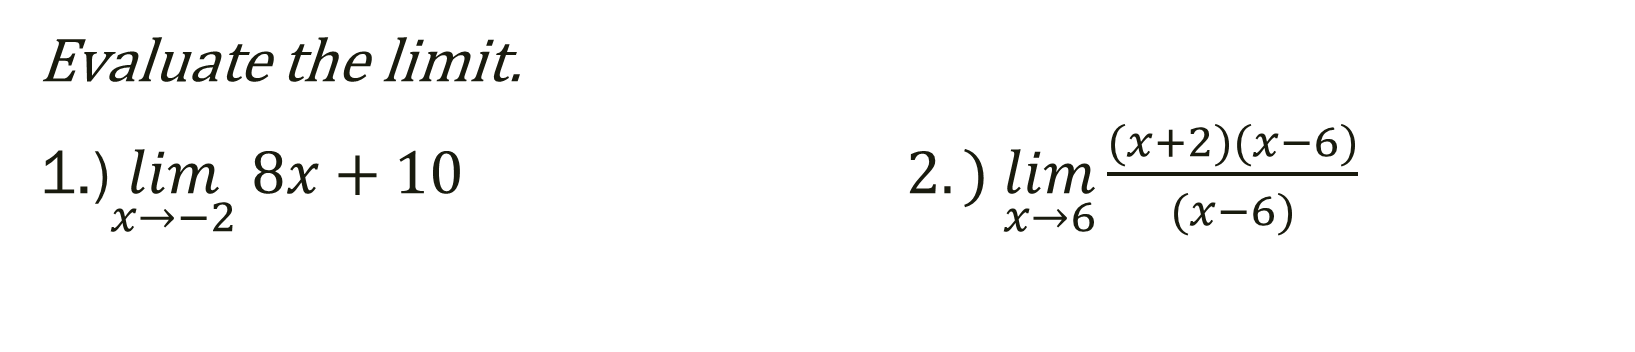 Evaluate the limit.
1.) lim x→−2 8x + 10
2.) lim x→6 (x+2)(x−6) / (x−6)